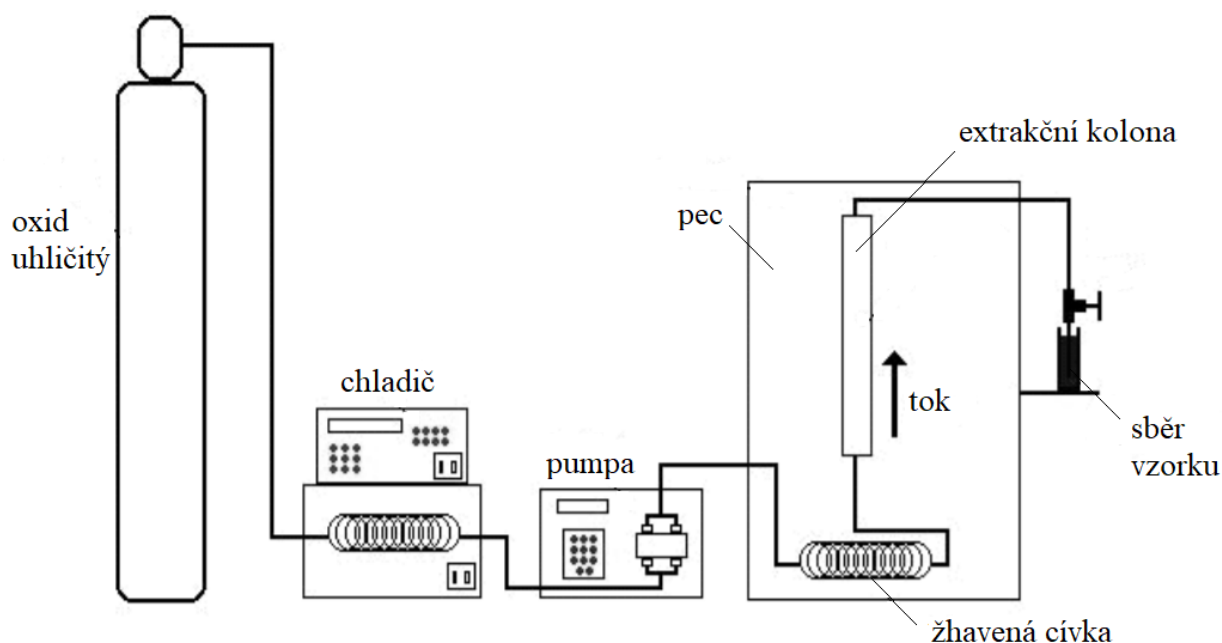 extrakční kolona
oxid
uhličitý
pec
chladič
tok
pumpa
sběr
vzorku
žhavená cívka